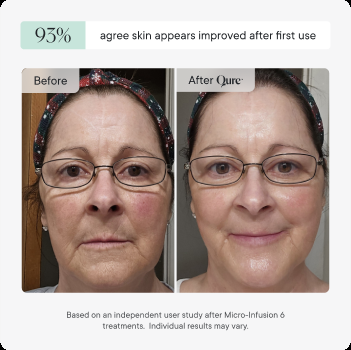 93% agree skin appears improved after first use
Before
After Qure
Based on an independent user study after Micro-Infusion 6
treatments. Individual results may vary.